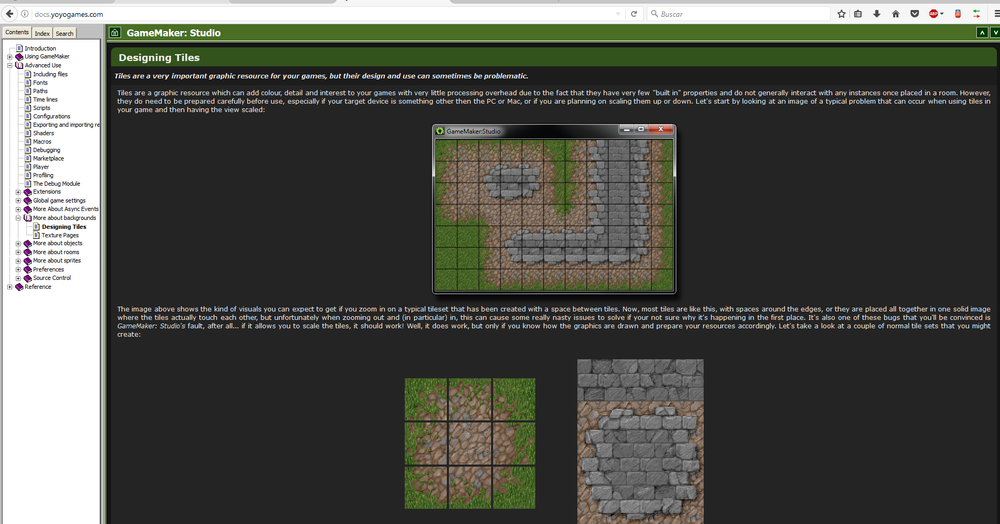 docs.yoyogames.com
Buscar
ABP
Contents
Index
Search
Introduction
Using GameMaker
Advanced Use
Including files
Fonts
Paths
Time lines
Scripts
Configurations
Exporting and importing re
Shaders
Macros
Debugging
Marketplace
Player
Profiling
The Debug Module
Extensions
Global game settings
More About Async Events
More about backgrounds
Designing Tiles
Texture Pages
More about objects
More about rooms
More about sprites
Preferences
Source Control
Reference
GameMaker: Studio
Designing Tiles
Tiles are a very important graphic resource for your games, but their design and use can sometimes be problematic.
Tiles are a graphic resource which can add colour, detail and interest to your games with very little processing overhead due to the fact that they have very few "built in" properties and do not generally interact with any instances once placed in a room. However,
they do need to be prepared carefully before use, especially if your target device is something other then the PC or Mac, or if you are planning on scaling them up or down. Let's start by looking at an image of a typical problem that can occur when using tiles in
your game and then having the view scaled:
GameMaker:Studio
The image above shows the kind of visuals you can expect to get if you zoom in on a typical tileset that has been created with a space between tiles. Now, most tiles are like this, with spaces around the edges, or they are placed all together in one solid image
where the tiles actually touch each other, but unfortunately when zooming out and (in particular) in, this can cause some really nasty issues to solve if your not sure why it's happening in the first place. It's also one of these bugs that you'll be convinced is
GameMaker: Studio's fault, after all... if it allows you to scale the tiles, it should work! Well, it does work, but only if you know how the graphics are drawn and prepare your resources accordingly. Let's take a look at a couple of normal tile sets that you might
create: